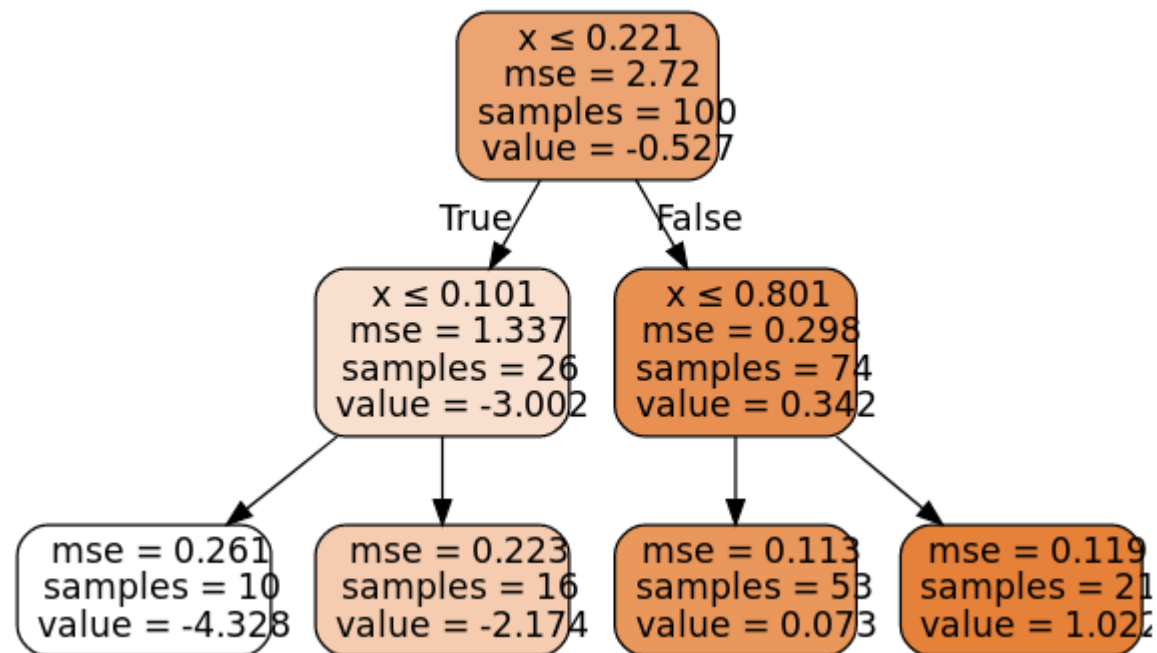 x ≤ 0.221
mse = 2.72
samples = 100
value = -0.527
True
False
x ≤ 0.101
mse = 1.337
samples = 26
value = -3.002
x ≤ 0.801
mse = 0.298
samples = 74
value = 0.342
mse = 0.261
samples = 10
value = -4.328
mse = 0.223
samples = 16
value = -2.174
mse = 0.113
samples = 53
value = 0.073
mse = 0.119
samples = 21
value = 1.022